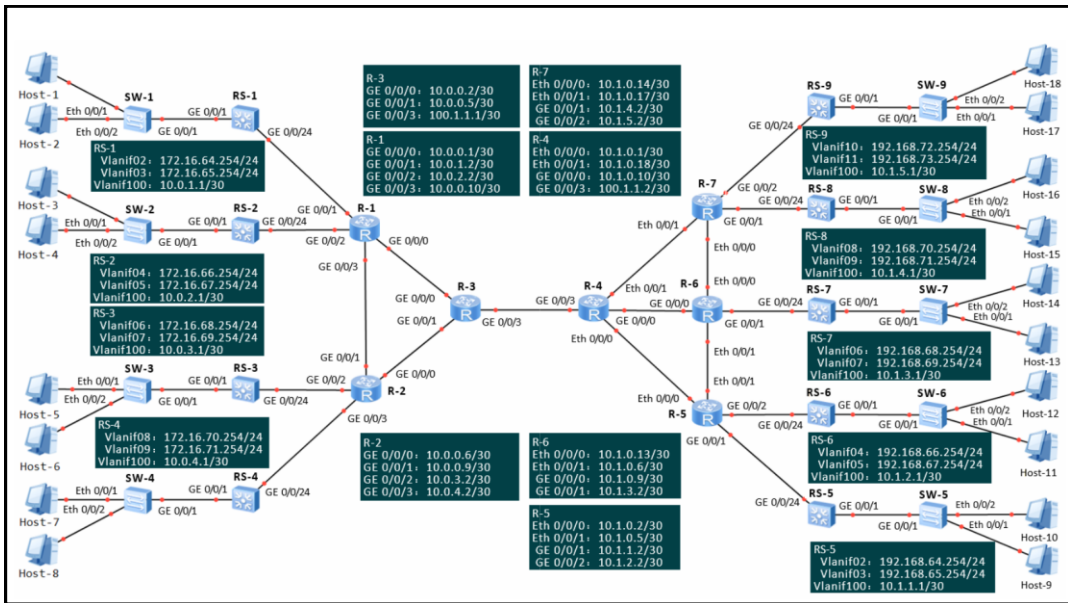 Host-1
Host-2
Eth 0/0/1
Eth 0/0/2
SW-1
GE 0/0/1
GE 0/0/1
RS-1
GE 0/0/24
RS-1
Vlanif02: 172.16.64.254/24
Vlanif03: 172.16.65.254/24
Vlanif100: 10.0.1.1/30
Host-3
Host-4
Eth 0/0/1
Eth 0/0/2
SW-2
GE 0/0/1
GE 0/0/1
RS-2
GE 0/0/24
RS-2
Vlanif04: 172.16.66.254/24
Vlanif05: 172.16.67.254/24
Vlanif100: 10.0.2.1/30
RS-3
Vlanif06: 172.16.68.254/24
Vlanif07: 172.16.69.254/24
Vlanif100: 10.0.3.1/30
Host-5
Host-6
Eth 0/0/1
Eth 0/0/2
SW-3
GE 0/0/1
GE 0/0/1
RS-3
GE 0/0/24
RS-4
Vlanif08: 172.16.70.254/24
Vlanif09: 172.16.71.254/24
Vlanif100: 10.0.4.1/30
Host-7
Host-8
Eth 0/0/1
Eth 0/0/2
SW-4
GE 0/0/1
GE 0/0/1
RS-4
GE 0/0/24
R-3
GE 0/0/0: 10.0.0.2/30
GE 0/0/1: 10.0.0.5/30
GE 0/0/3: 100.1.1.1/30
R-1
GE 0/0/0: 10.0.0.1/30
GE 0/0/1: 10.0.1.2/30
GE 0/0/2: 10.0.2.2/30
GE 0/0/3: 10.0.0.10/30
R-7
Eth 0/0/0: 10.1.0.14/30
Eth 0/0/1: 10.1.0.17/30
GE 0/0/1: 10.1.4.2/30
GE 0/0/2: 10.1.5.2/30
R-4
Eth 0/0/0: 10.1.0.1/30
Eth 0/0/1: 10.1.0.18/30
GE 0/0/0: 10.1.0.10/30
GE 0/0/3: 100.1.1.2/30
GE 0/0/1
R-1
GE 0/0/2
GE 0/0/0
GE 0/0/3
R-3
GE 0/0/0
GE 0/0/1
GE 0/0/3
GE 0/0/1
GE 0/0/2
GE 0/0/0
R-2
GE 0/0/3
R-4
GE 0/0/3
Eth 0/0/1
GE 0/0/0
Eth 0/0/0
R-7
GE 0/0/2
GE 0/0/1
Eth 0/0/1
Eth 0/0/0
R-6
Eth 0/0/0
GE 0/0/0
GE 0/0/1
Eth 0/0/1
Eth 0/0/1
Eth 0/0/0
R-5
GE 0/0/2
GE 0/0/1
R-2
GE 0/0/0: 10.0.0.6/30
GE 0/0/1: 10.0.0.9/30
GE 0/0/2: 10.0.3.2/30
GE 0/0/3: 10.0.4.2/30
R-6
Eth 0/0/0: 10.1.0.13/30
Eth 0/0/1: 10.1.0.6/30
GE 0/0/0: 10.1.0.9/30
GE 0/0/1: 10.1.3.2/30
R-5
Eth 0/0/0: 10.1.0.2/30
Eth 0/0/1: 10.1.0.5/30
GE 0/0/1: 10.1.1.2/30
GE 0/0/2: 10.1.2.2/30
RS-9
GE 0/0/24
GE 0/0/1
GE 0/0/1
SW-9
Eth 0/0/2
Eth 0/0/1
Host-18
Host-17
RS-9
Vlanif10: 192.168.72.254/24
Vlanif11: 192.168.73.254/24
Vlanif100: 10.1.5.1/30
RS-8
GE 0/0/24
GE 0/0/1
GE 0/0/1
SW-8
Eth 0/0/2
Eth 0/0/1
Host-16
Host-15
RS-8
Vlanif08: 192.168.70.254/24
Vlanif09: 192.168.71.254/24
Vlanif100: 10.1.4.1/30
RS-7
GE 0/0/24
GE 0/0/1
GE 0/0/1
SW-7
Eth 0/0/2
Eth 0/0/1
Host-14
Host-13
RS-7
Vlanif06: 192.168.68.254/24
Vlanif07: 192.168.69.254/24
Vlanif100: 10.1.3.1/30
RS-6
GE 0/0/24
GE 0/0/1
GE 0/0/1
SW-6
Eth 0/0/2
Eth 0/0/1
Host-12
Host-11
RS-6
Vlanif04: 192.168.66.254/24
Vlanif05: 192.168.67.254/24
Vlanif100: 10.1.2.1/30
RS-5
GE 0/0/24
GE 0/0/1
GE 0/0/1
SW-5
Eth 0/0/2
Eth 0/0/1
Host-10
Host-9
RS-5
Vlanif02: 192.168.64.254/24
Vlanif03: 192.168.65.254/24
Vlanif100: 10.1.1.1/30